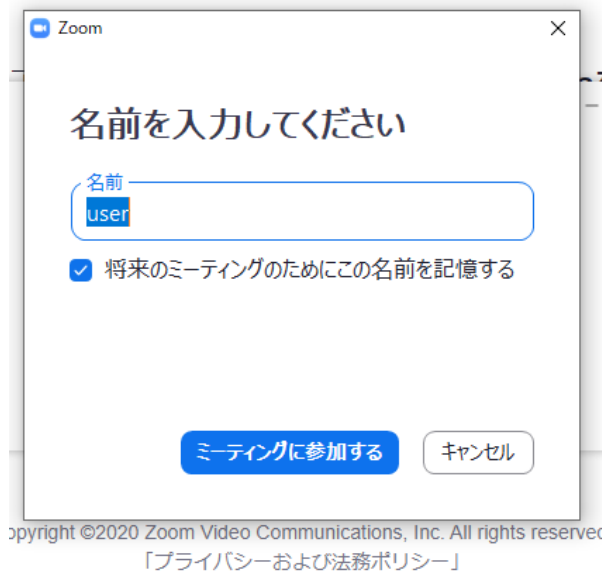 Zoom
名前を入力してください
名前
user
将来のミーティングのためにこの名前を記憶する
ミーティングに参加する
キャンセル
opyright ©2020 Zoom Video Communications, Inc. All rights reserved
「プライバシーおよび法務ポリシー」